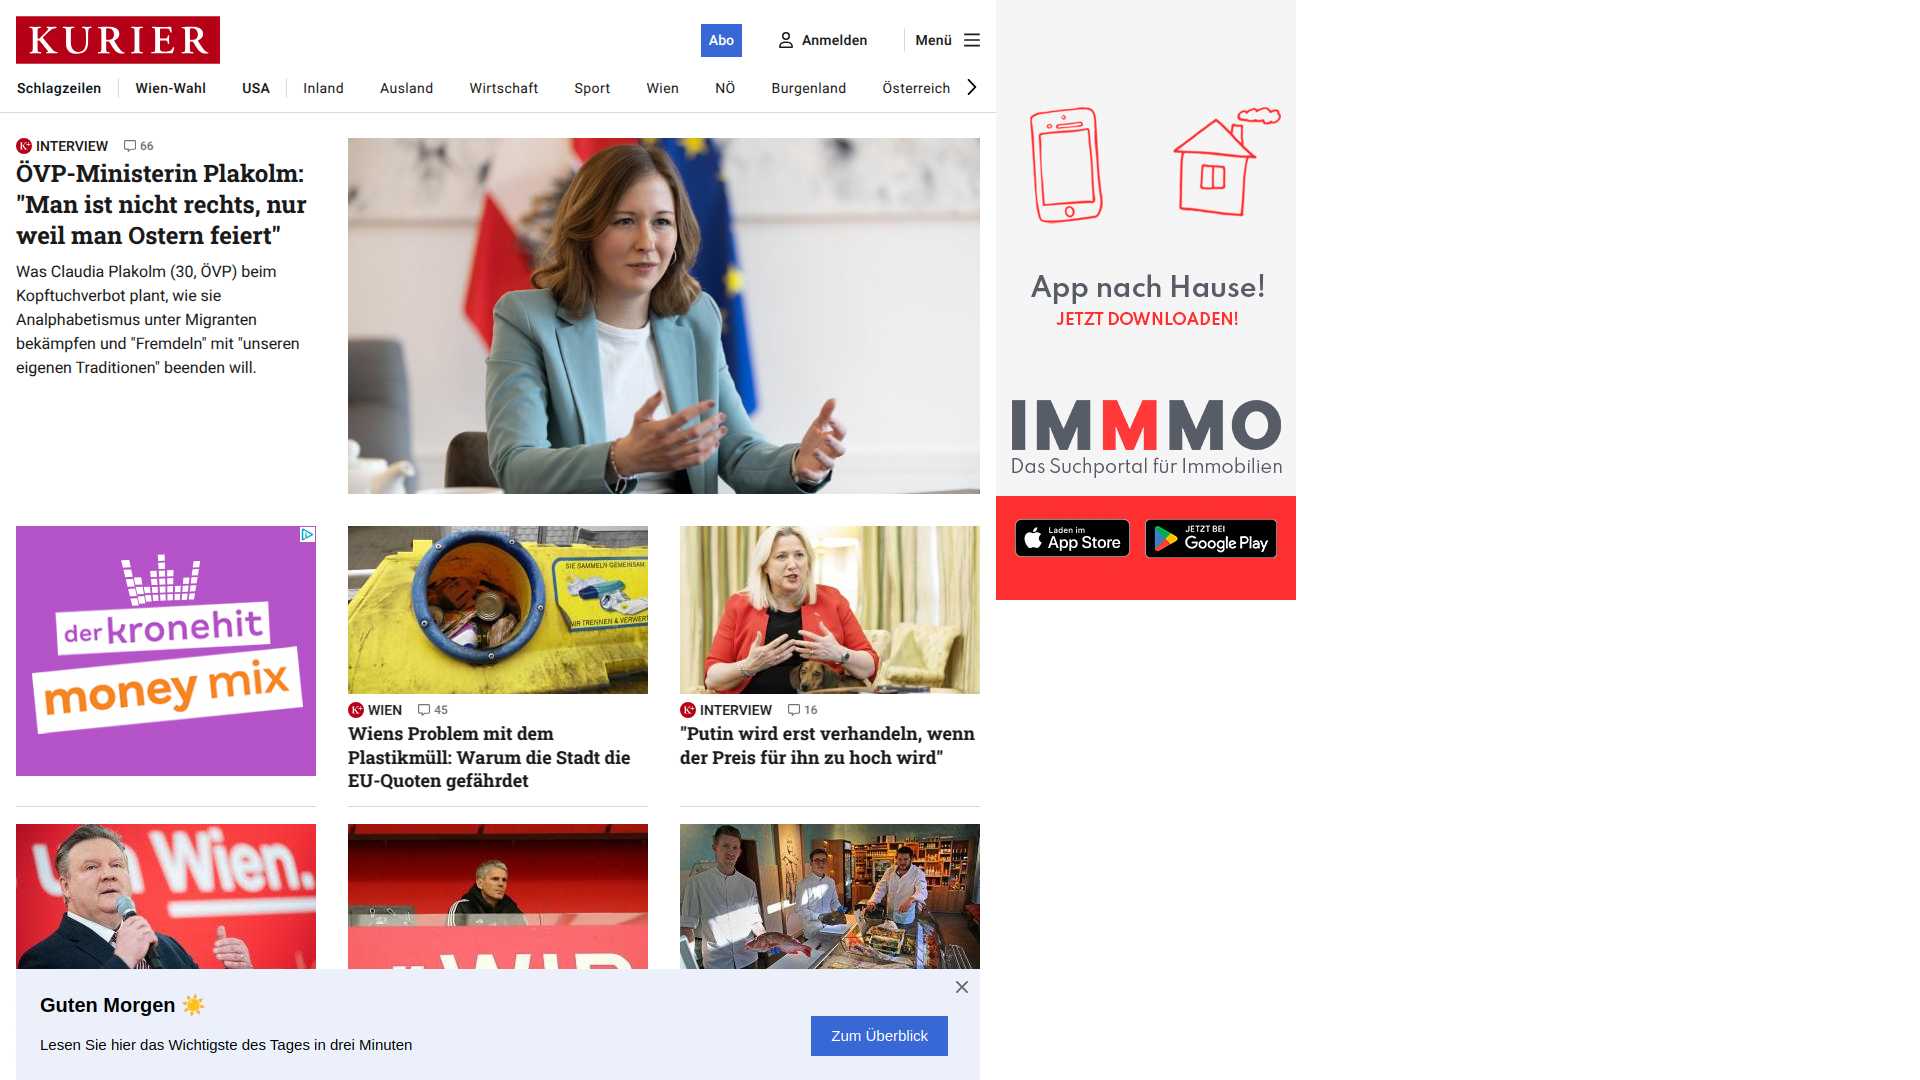 KURIER
Abo
Anmelden
Menü
Schlagzeilen
Wien-Wahl
USA
Inland
Ausland
Wirtschaft
Sport
Wien
NÖ
Burgenland
Österreich
K+ INTERVIEW 66
ÖVP-Ministerin Plakolm:
"Man ist nicht rechts, nur
weil man Ostern feiert"
Was Claudia Plakolm (30, ÖVP) beim
Kopftuchverbot plant, wie sie
Analphabetismus unter Migranten
bekämpfen und "Fremdeln" mit "unseren
eigenen Traditionen" beenden will.
App nach Hause!
JETZT DOWNLOADEN!
IMMMO
Das Suchportal für Immobilien
Laden im
App Store
JETZT BEI
Google Play
der kronehit
money mix
SIE SAMMELN GEMEINSAM
WIR TRENNEN & VERWERT
K+ WIEN 45
Wiens Problem mit dem
Plastikmüll: Warum die Stadt die
EU-Quoten gefährdet
K+ INTERVIEW 16
"Putin wird erst verhandeln, wenn
der Preis für ihn zu hoch wird"
Wien.
WIR
Guten Morgen ☀️
Lesen Sie hier das Wichtigste des Tages in drei Minuten
Zum Überblick